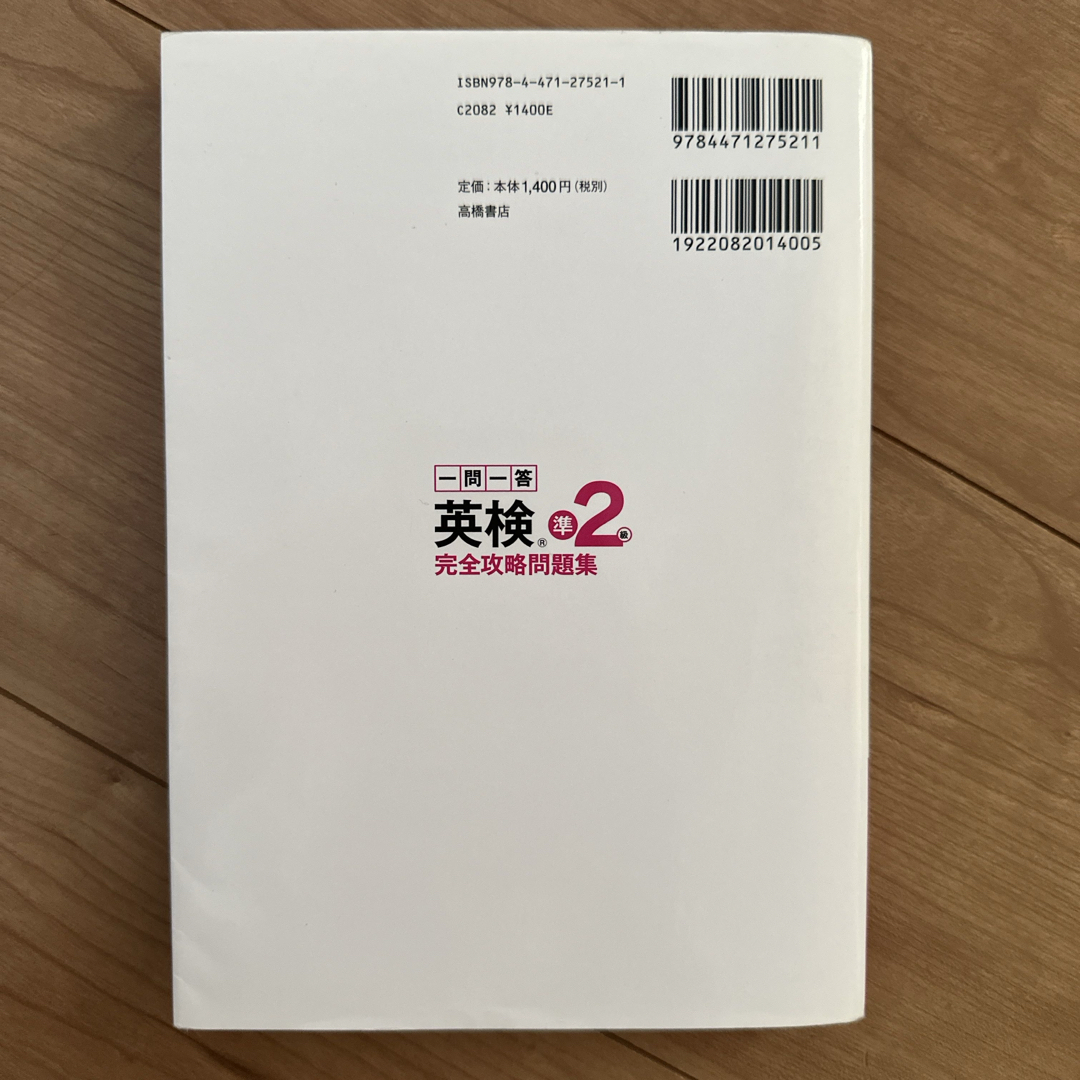 ISBN978-4-471-27521-1
C2082 ¥1400E
9784471275211
定価：本体1,400円（税別）
高橋書店
1922082014005
一問一答
英検® 準2級
完全攻略問題集